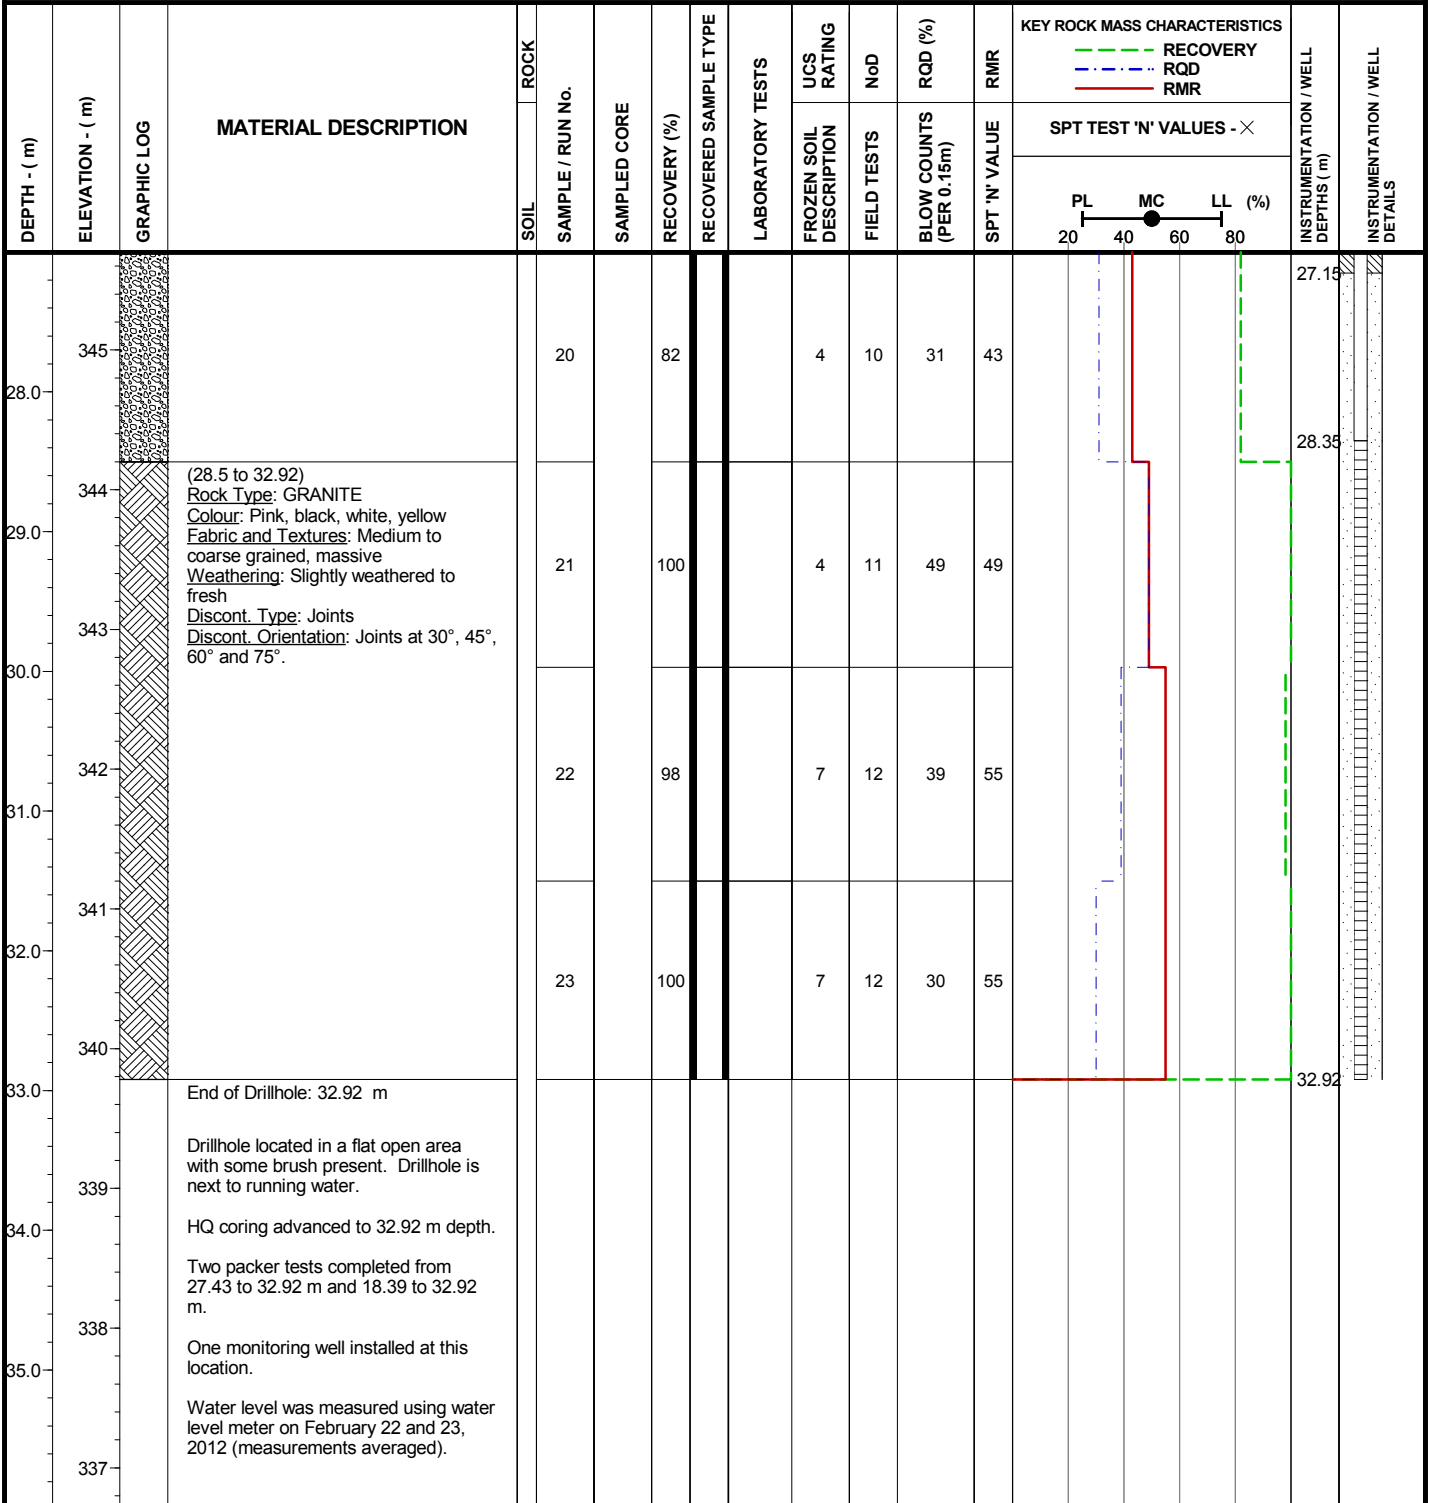 DEPTH - ( m)
ELEVATION - ( m)
GRAPHIC LOG
MATERIAL DESCRIPTION
SOIL
ROCK
SAMPLE / RUN No.
SAMPLED CORE
RECOVERY (%)
RECOVERED SAMPLE TYPE
LABORATORY TESTS
UCS
RATING
FROZEN SOIL
DESCRIPTION
NoD
FIELD TESTS
RQD (%)
BLOW COUNTS
(PER 0.15m)
RMR
SPT 'N' VALUE
KEY ROCK MASS CHARACTERISTICS
RECOVERY
RQD
RMR
SPT TEST 'N' VALUES - ×
PL MC LL (%)
20 40 60 80
INSTRUMENTATION / WELL
DEPTHS ( m)
INSTRUMENTATION / WELL
DETAILS
27.15
345
20 82 4 10 31 43
28.0
28.35
(28.5 to 32.92)
344
Rock Type: GRANITE
Colour: Pink, black, white, yellow
29.0
Fabric and Textures: Medium to
coarse grained, massive
21 100 4 11 49 49
Weathering: Slightly weathered to
fresh
Discont. Type: Joints
343
Discont. Orientation: Joints at 30°, 45°,
60° and 75°.
30.0
342
22 98 7 12 39 55
31.0
341
32.0
23 100 7 12 30 55
340
32.92
33.0
End of Drillhole: 32.92 m
Drillhole located in a flat open area
with some brush present. Drillhole is
next to running water.
339
34.0
HQ coring advanced to 32.92 m depth.
Two packer tests completed from
27.43 to 32.92 m and 18.39 to 32.92
m.
338
One monitoring well installed at this
location.
35.0
Water level was measured using water
level meter on February 22 and 23,
2012 (measurements averaged).
337